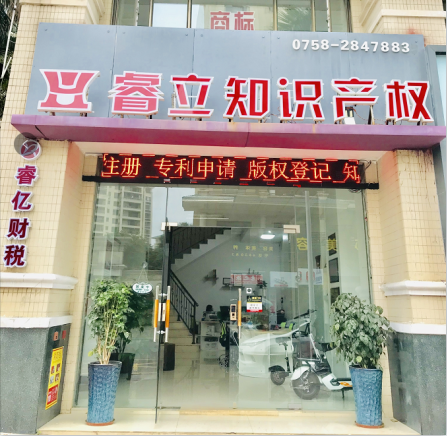 商标
0758-2847883
睿立知识产权
注册 专利申请 版权登记 知
睿亿财税